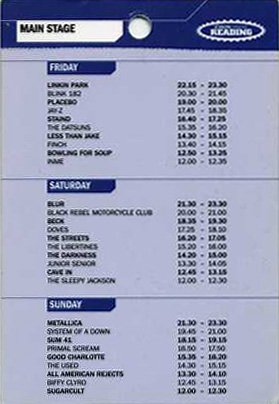 MAIN STAGE
READING
FRIDAY
LINKIN PARK 22.15 - 23.30
BLINK 182 20.30 - 21.45
PLACEBO 19.00 - 20.00
JAY-Z 17.45 - 18.35
STAIND 16.40 - 17.25
THE DATSUNS 15.35 - 16.20
LESS THAN JAKE 14.30 - 15.15
FINCH 13.40 - 14.15
BOWLING FOR SOUP 12.50 - 13.25
INME 12.00 - 12.35
SATURDAY
BLUR 21.30 - 23.30
BLACK REBEL MOTORCYCLE CLUB 20.00 - 21.00
BECK 18.35 - 19.30
DOVES 17.25 - 18.10
THE STREETS 16.20 - 17.05
THE LIBERTINES 15.20 - 16.00
THE DARKNESS 14.20 - 15.00
JUNIOR SENIOR 13.30 - 14.05
CAVE IN 12.45 - 13.15
THE SLEEPY JACKSON 12.00 - 12.30
SUNDAY
METALLICA 21.30 - 23.30
SYSTEM OF A DOWN 19.45 - 21.00
SUM 41 18.15 - 19.15
PRIMAL SCREAM 16.50 - 17.50
GOOD CHARLOTTE 15.35 - 16.20
THE USED 14.30 - 15.15
ALL AMERICAN REJECTS 13.30 - 14.10
BIFFY CLYRO 12.45 - 13.15
SUGARCULT 12.00 - 12.30